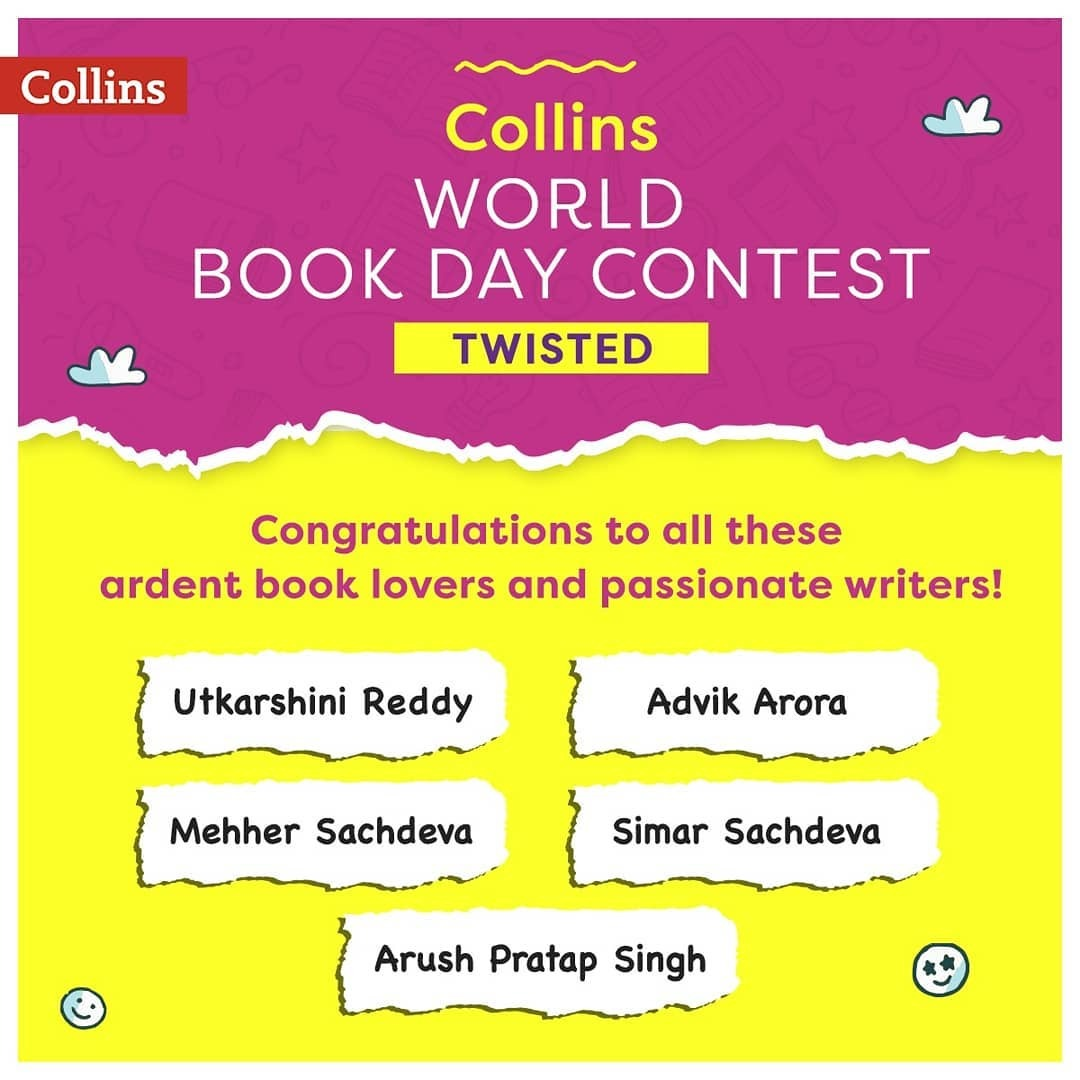 Collins
Collins
WORLD
BOOK DAY CONTEST
TWISTED
Congratulations to all these
ardent book lovers and passionate writers!
Utkarshini Reddy
Advik Arora
Mehher Sachdeva
Simar Sachdeva
Arush Pratap Singh